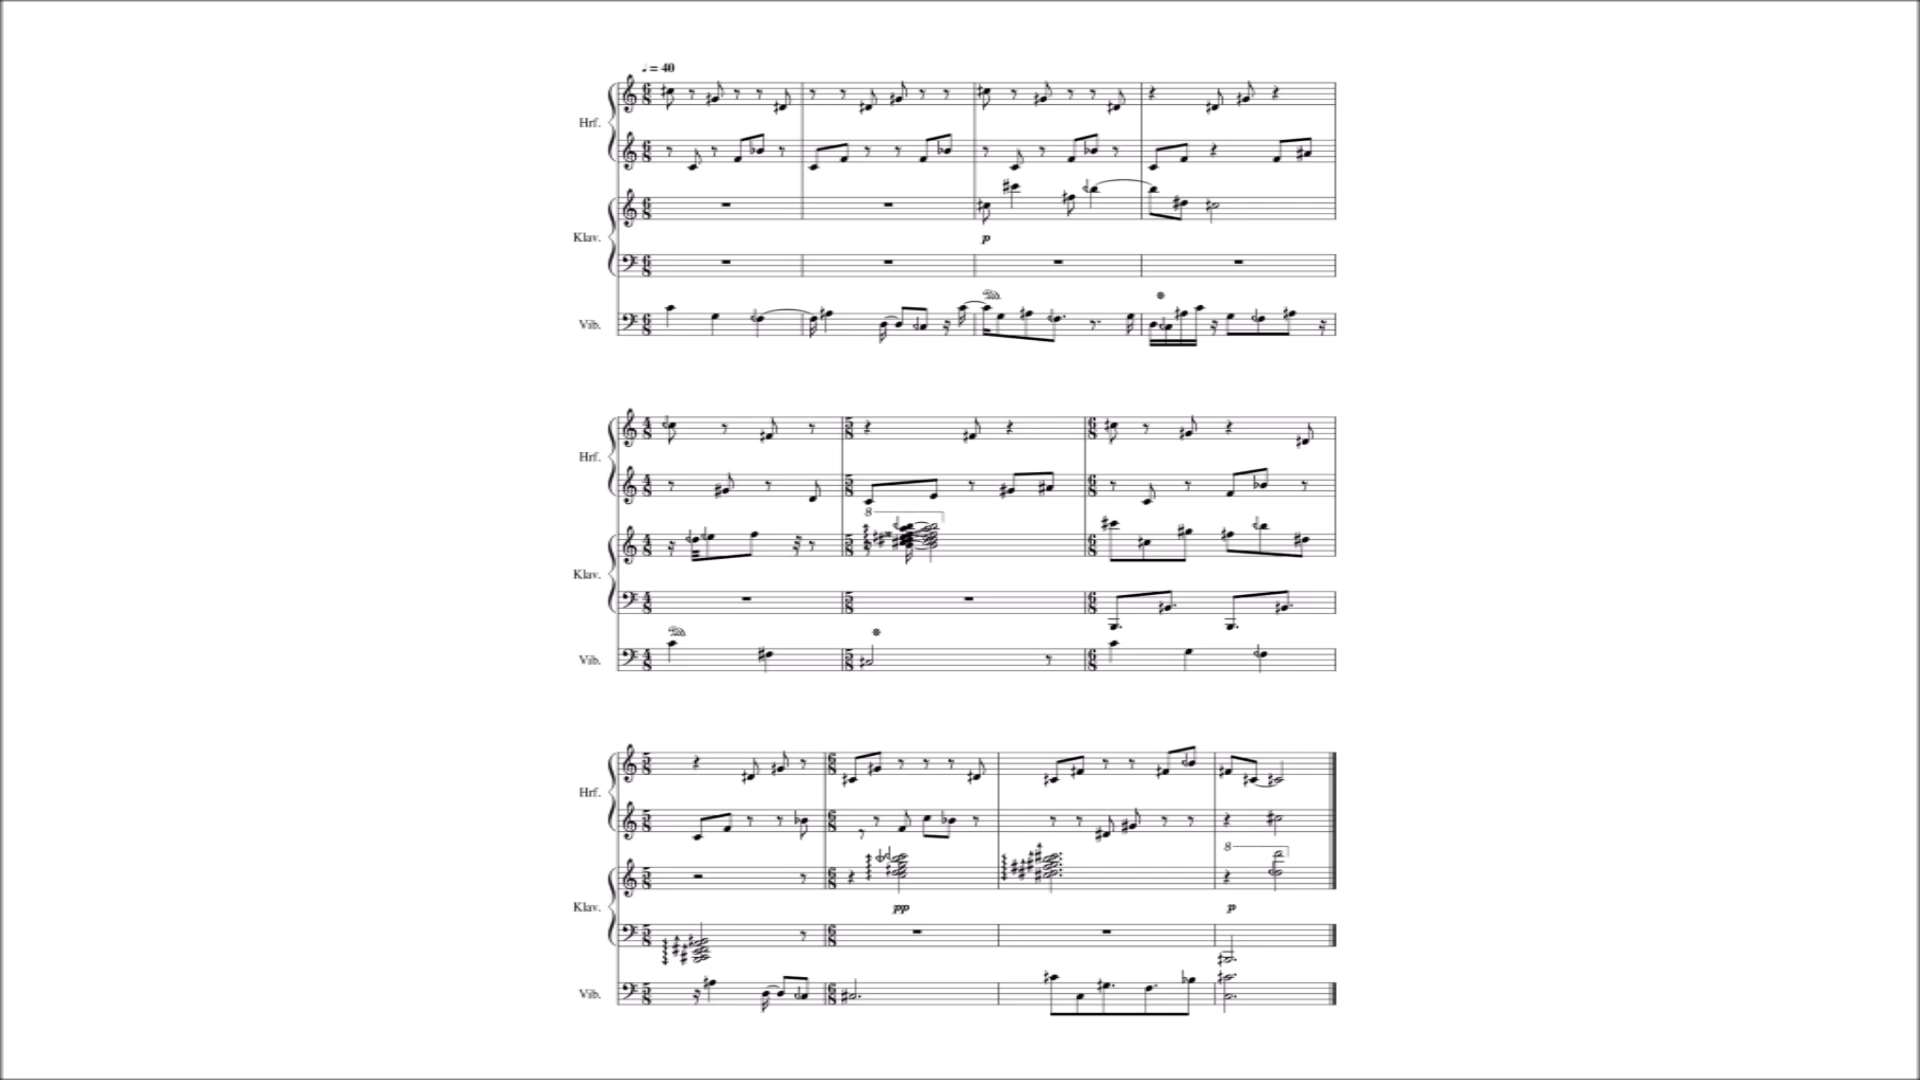 ♩ = 40
Hrf.
Klav.
p
Vib.
Hrf.
8
Klav.
Vib.
Hrf.
8
Klav.
pp p
Vib.